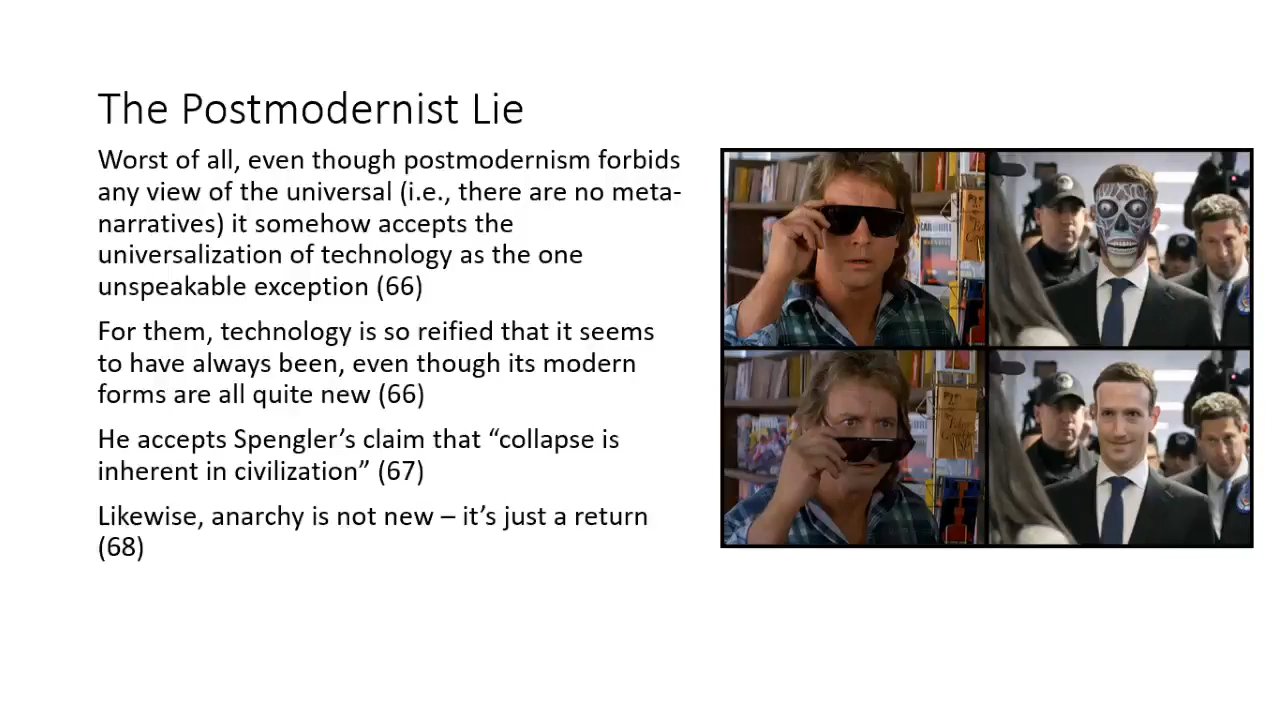 The Postmodernist Lie
Worst of all, even though postmodernism forbids
any view of the universal (i.e., there are no meta-
narratives) it somehow accepts the
universalization of technology as the one
unspeakable exception (66)
For them, technology is so reified that it seems
to have always been, even though its modern
forms are all quite new (66)
He accepts Spengler’s claim that “collapse is
inherent in civilization” (67)
Likewise, anarchy is not new – it’s just a return
(68)